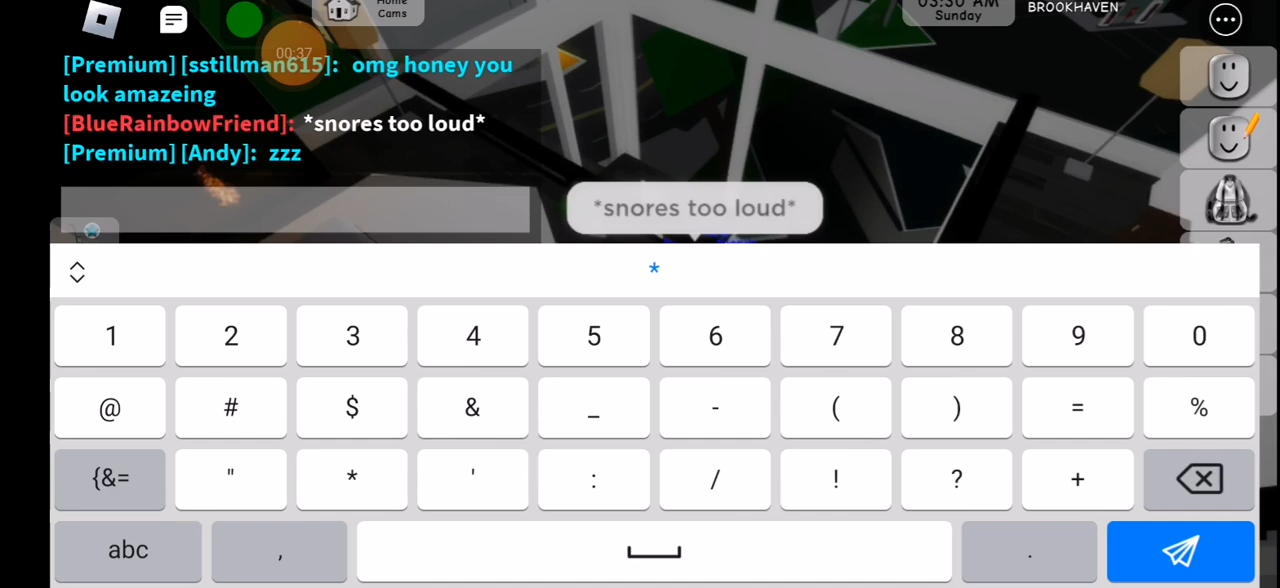 Home
Cams
03:30 AM
Sunday
BROOKHAVEN
00:37
[Premium] [sstillman615]: omg honey you
look amazeing
[BlueRainbowFriend]: *snores too loud*
[Premium] [Andy]: zzz
*snores too loud*
*
1 2 3 4 5 6 7 8 9 0
@ # $ & _ - ( ) = %
{&= " * ' : / ! ? +
abc , .